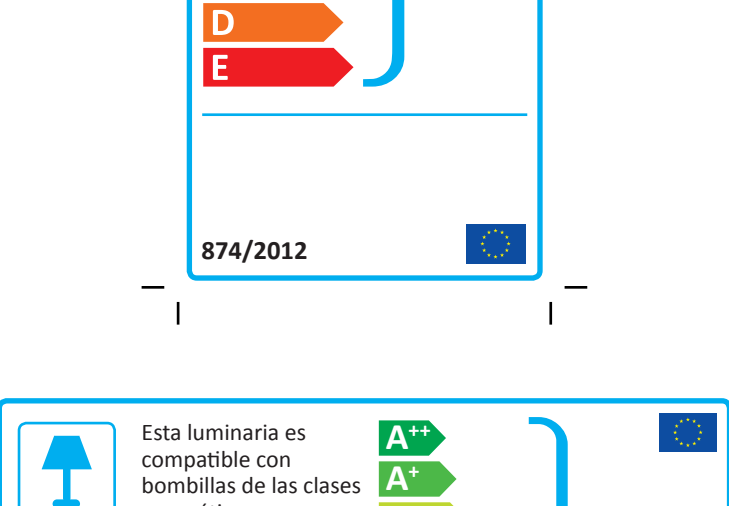 D
E
874/2012
Esta luminaria es
compatible con
bombillas de las clases
A++
A+